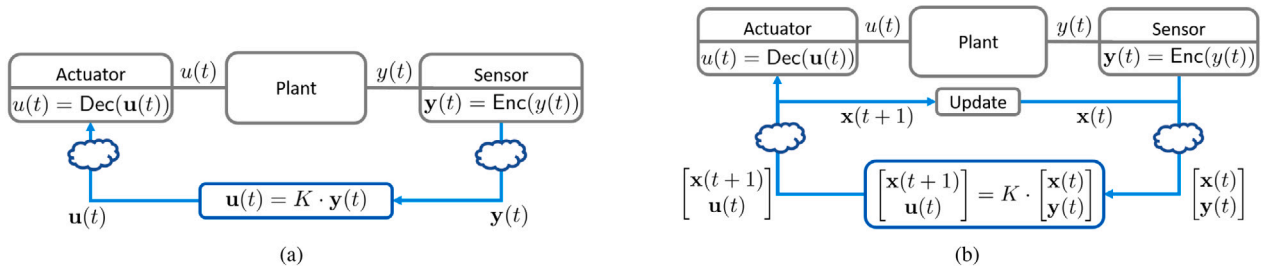 Actuator
u(t) = Dec(𝐮(t))
u(t)
Plant
y(t)
Sensor
𝐲(t) = Enc(y(t))
𝐮(t)
𝐮(t) = K · 𝐲(t)
𝐲(t)
(a)
Actuator
u(t) = Dec(𝐮(t))
u(t)
Plant
y(t)
Sensor
𝐲(t) = Enc(y(t))
𝐱(t+1)
Update
𝐱(t)
[𝐱(t+1)
𝐮(t)]
[𝐱(t+1)
𝐮(t)] = K · [𝐱(t)
𝐲(t)]
[𝐱(t)
𝐲(t)]
(b)